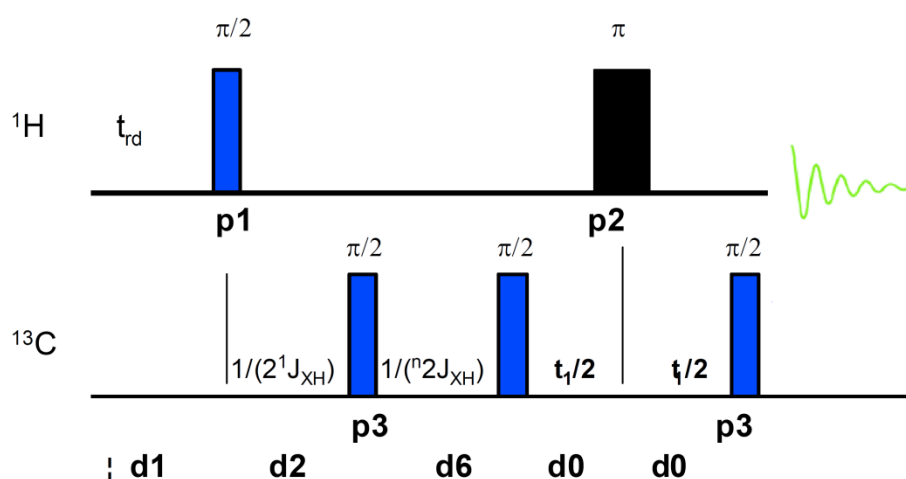 π/2 π
¹H t_rd
p1 p2
π/2 π/2 π/2
¹³C
1/(2¹J_XH) 1/(ⁿ2J_XH) t₁/2 t₁/2
p3 p3
d1 d2 d6 d0 d0